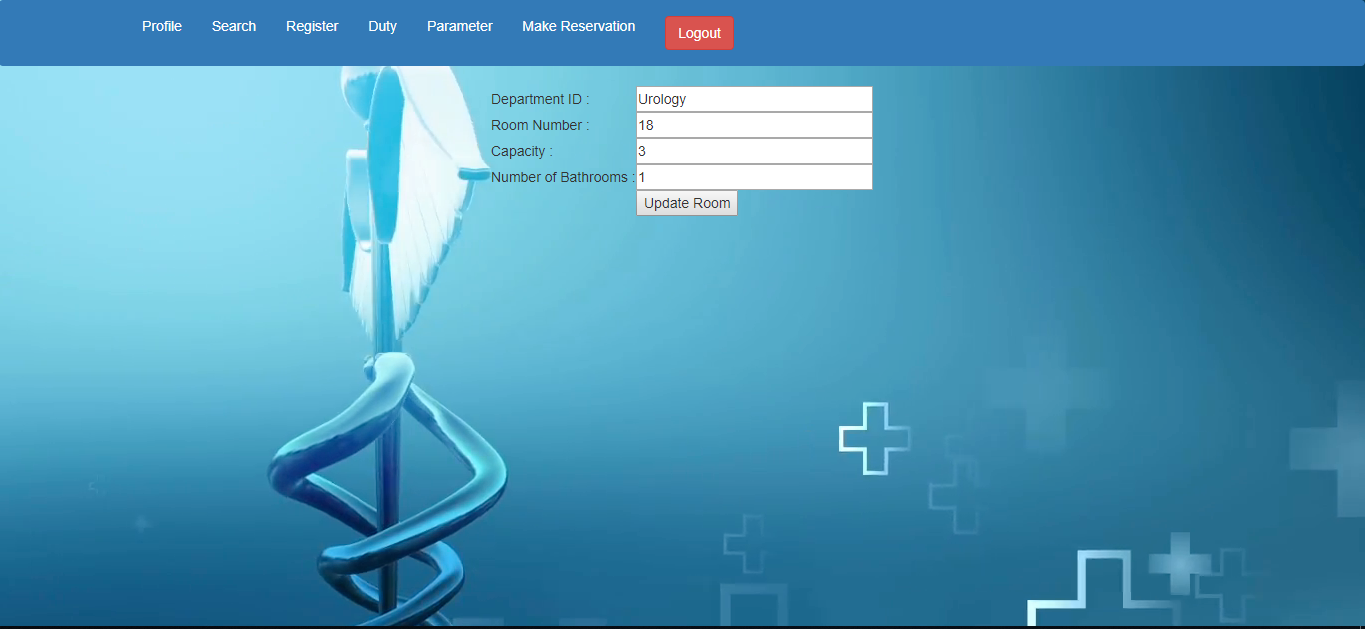 Profile Search Register Duty Parameter Make Reservation Logout
Department ID : Urology
Room Number : 18
Capacity : 3
Number of Bathrooms : 1
Update Room